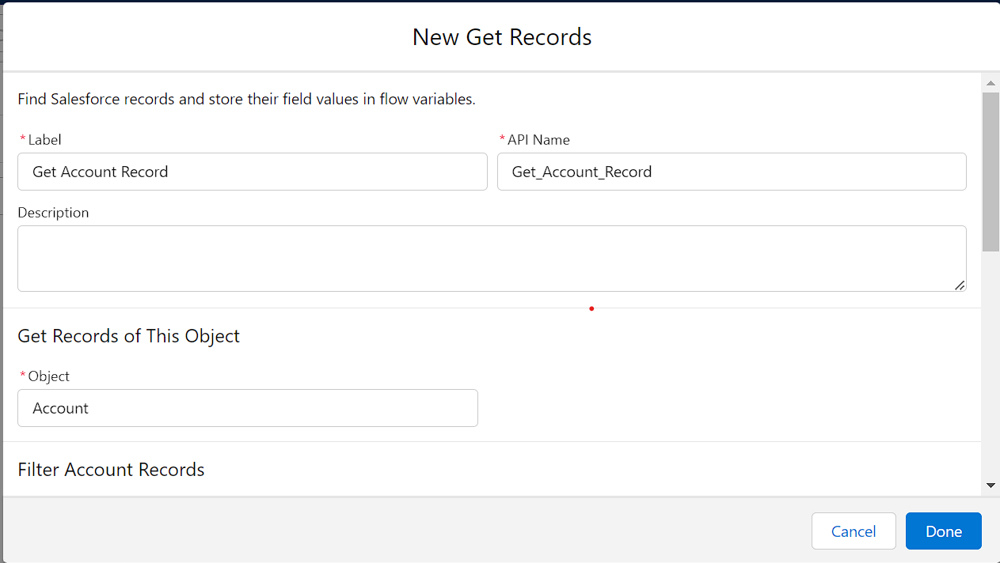 New Get Records
Find Salesforce records and store their field values in flow variables.
*Label
*API Name
Get Account Record
Get_Account_Record
Description
Get Records of This Object
*Object
Account
Filter Account Records
Cancel
Done